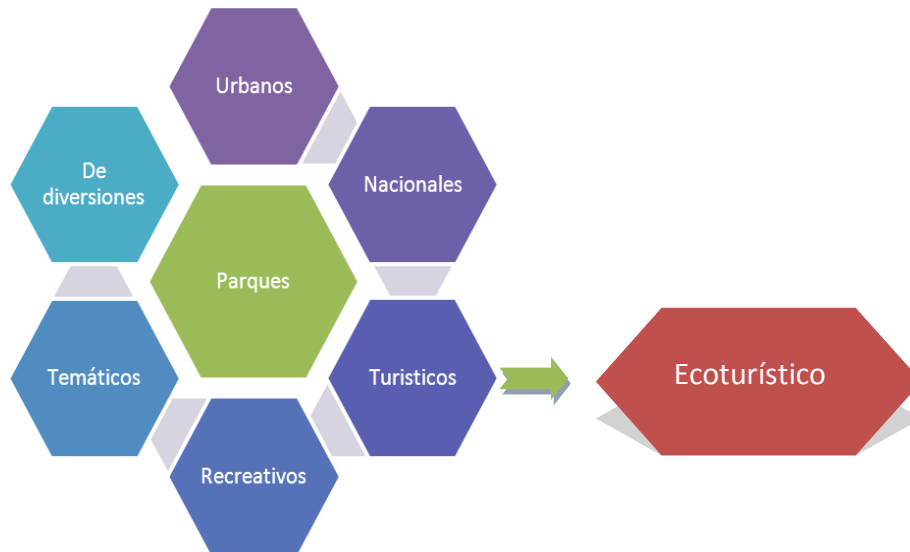 Urbanos
De
diversiones
Nacionales
Parques
Temáticos
Turisticos
Ecoturístico
Recreativos